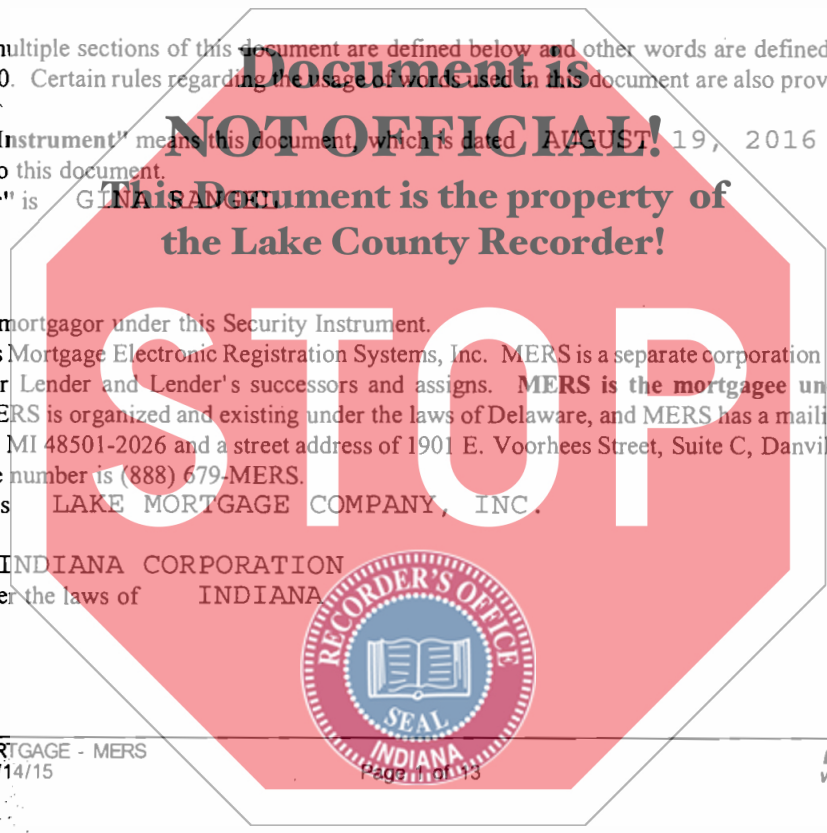 ultiple sections of this document are defined below and other words are defined
0. Certain rules regarding the usage of words used in this document are also prov
Document is
Instrument" means this document, which is dated AUGUST 19, 2016
NOT OFFICIAL!
o this document.
" is GINA RANGEL
This Document is the property of
the Lake County Recorder!
mortgagor under this Security Instrument.
s Mortgage Electronic Registration Systems, Inc. MERS is a separate corporation
r Lender and Lender's successors and assigns. MERS is the mortgagee un
ERS is organized and existing under the laws of Delaware, and MERS has a maili
MI 48501-2026 and a street address of 1901 E. Voorhees Street, Suite C, Danvil
e number is (888) 679-MERS.
s LAKE MORTGAGE COMPANY, INC.
STOP
INDIANA CORPORATION
er the laws of INDIANA
RECORDER'S OFFICE
SEAL
INDIANA
RTGAGE - MERS
/14/15
Page 1 of 13